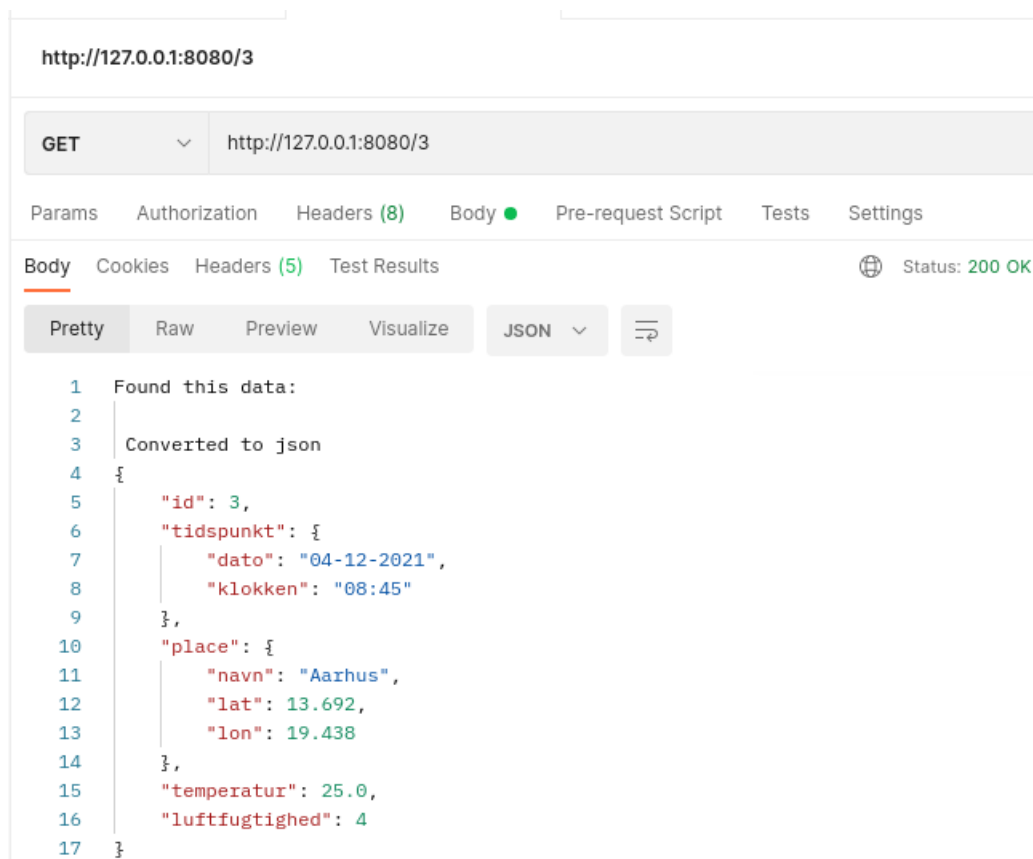 http://127.0.0.1:8080/3
GET http://127.0.0.1:8080/3
Params Authorization Headers (8) Body Pre-request Script Tests Settings
Body Cookies Headers (5) Test Results Status: 200 OK
Pretty Raw Preview Visualize JSON
1 Found this data:
2
3 Converted to json
4 {
5 "id": 3,
6 "tidspunkt": {
7 "dato": "04-12-2021",
8 "klokken": "08:45"
9 },
10 "place": {
11 "navn": "Aarhus",
12 "lat": 13.692,
13 "lon": 19.438
14 },
15 "temperatur": 25.0,
16 "luftfugtighed": 4
17 }